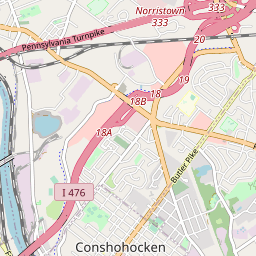 Norristown
333
333
Pennsylvania Turnpike
20
19
18
18B
18A
Butler Pike
I 476
Conshohocken